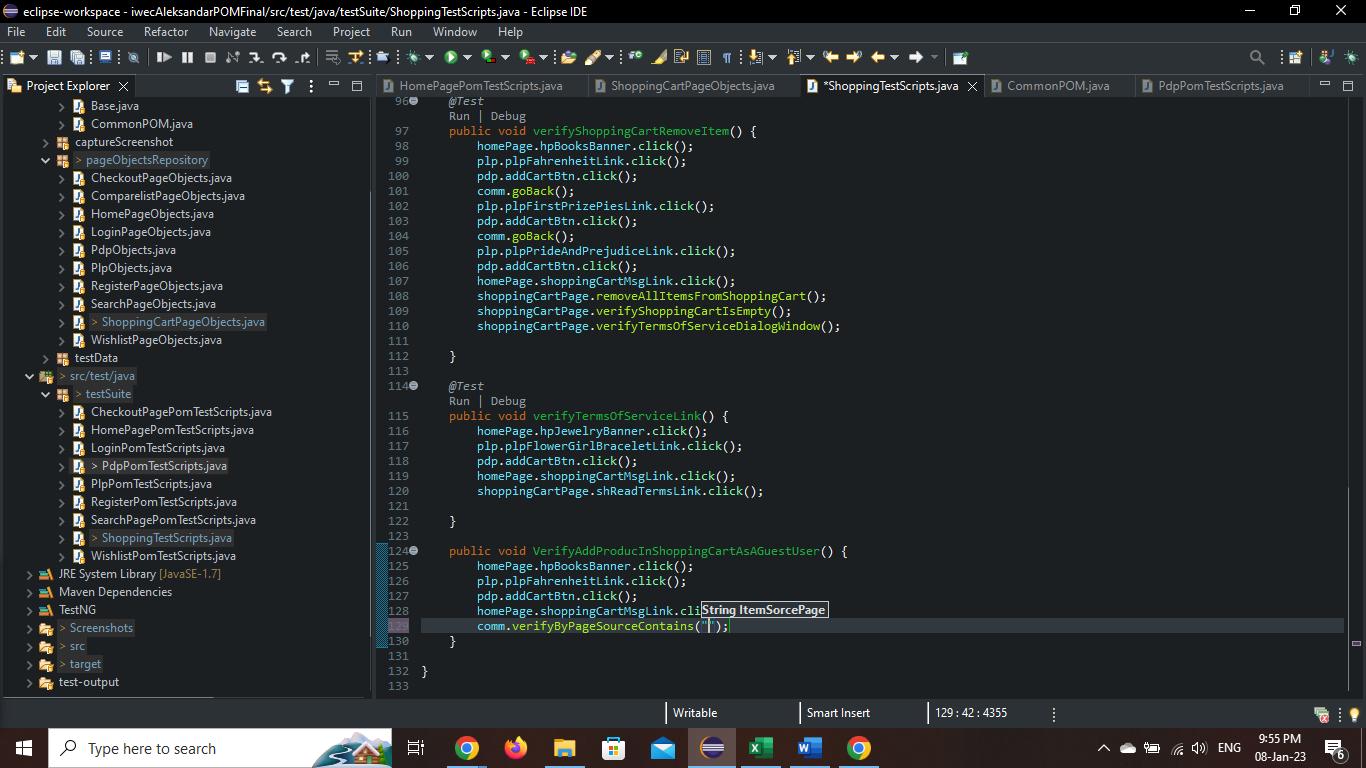 eclipse-workspace - iwecAleksandarPOMFinal/src/test/java/testSuite/ShoppingTestScripts.java - Eclipse IDE
File Edit Source Refactor Navigate Search Project Run Window Help
Project Explorer
Base.java
CommonPOM.java
captureScreenshot
> pageObjectsRepository
CheckoutPageObjects.java
ComparelistPageObjects.java
HomePageObjects.java
LoginPageObjects.java
PdpObjects.java
PlpObjects.java
RegisterPageObjects.java
SearchPageObjects.java
> ShoppingCartPageObjects.java
WishlistPageObjects.java
testData
> src/test/java
> testSuite
CheckoutPagePomTestScripts.java
HomePagePomTestScripts.java
LoginPomTestScripts.java
> PdpPomTestScripts.java
PlpPomTestScripts.java
RegisterPomTestScripts.java
SearchPagePomTestScripts.java
> ShoppingTestScripts.java
WishlistPomTestScripts.java
JRE System Library [JavaSE-1.7]
Maven Dependencies
TestNG
> Screenshots
> src
> target
test-output
HomePagePomTestScripts.java ShoppingCartPageObjects.java *ShoppingTestScripts.java CommonPOM.java PdpPomTestScripts.java
96 @Test
Run | Debug
97 public void verifyShoppingCartRemoveItem() {
98 homePage.hpBooksBanner.click();
99 plp.plpFahrenheitLink.click();
100 pdp.addCartBtn.click();
101 comm.goBack();
102 plp.plpFirstPrizePiesLink.click();
103 pdp.addCartBtn.click();
104 comm.goBack();
105 plp.plpPrideAndPrejudiceLink.click();
106 pdp.addCartBtn.click();
107 homePage.shoppingCartMsgLink.click();
108 shoppingCartPage.removeAllItemsFromShoppingCart();
109 shoppingCartPage.verifyShoppingCartIsEmpty();
110 shoppingCartPage.verifyTermsOfServiceDialogWindow();
111
112 }
113
114 @Test
Run | Debug
115 public void verifyTermsOfServiceLink() {
116 homePage.hpJewelryBanner.click();
117 plp.plpFlowerGirlBraceletLink.click();
118 pdp.addCartBtn.click();
119 homePage.shoppingCartMsgLink.click();
120 shoppingCartPage.shReadTermsLink.click();
121
122 }
123
124 public void VerifyAddProducInShoppingCartAsAGuestUser() {
125 homePage.hpBooksBanner.click();
126 plp.plpFahrenheitLink.click();
127 pdp.addCartBtn.click();
128 homePage.shoppingCartMsgLink.cli
String ItemSorcePage
129 comm.verifyByPageSourceContains("");
130 }
131
132 }
133
Writable Smart Insert 129 : 42 : 4355
Type here to search
ENG
9:55 PM
08-Jan-23
6